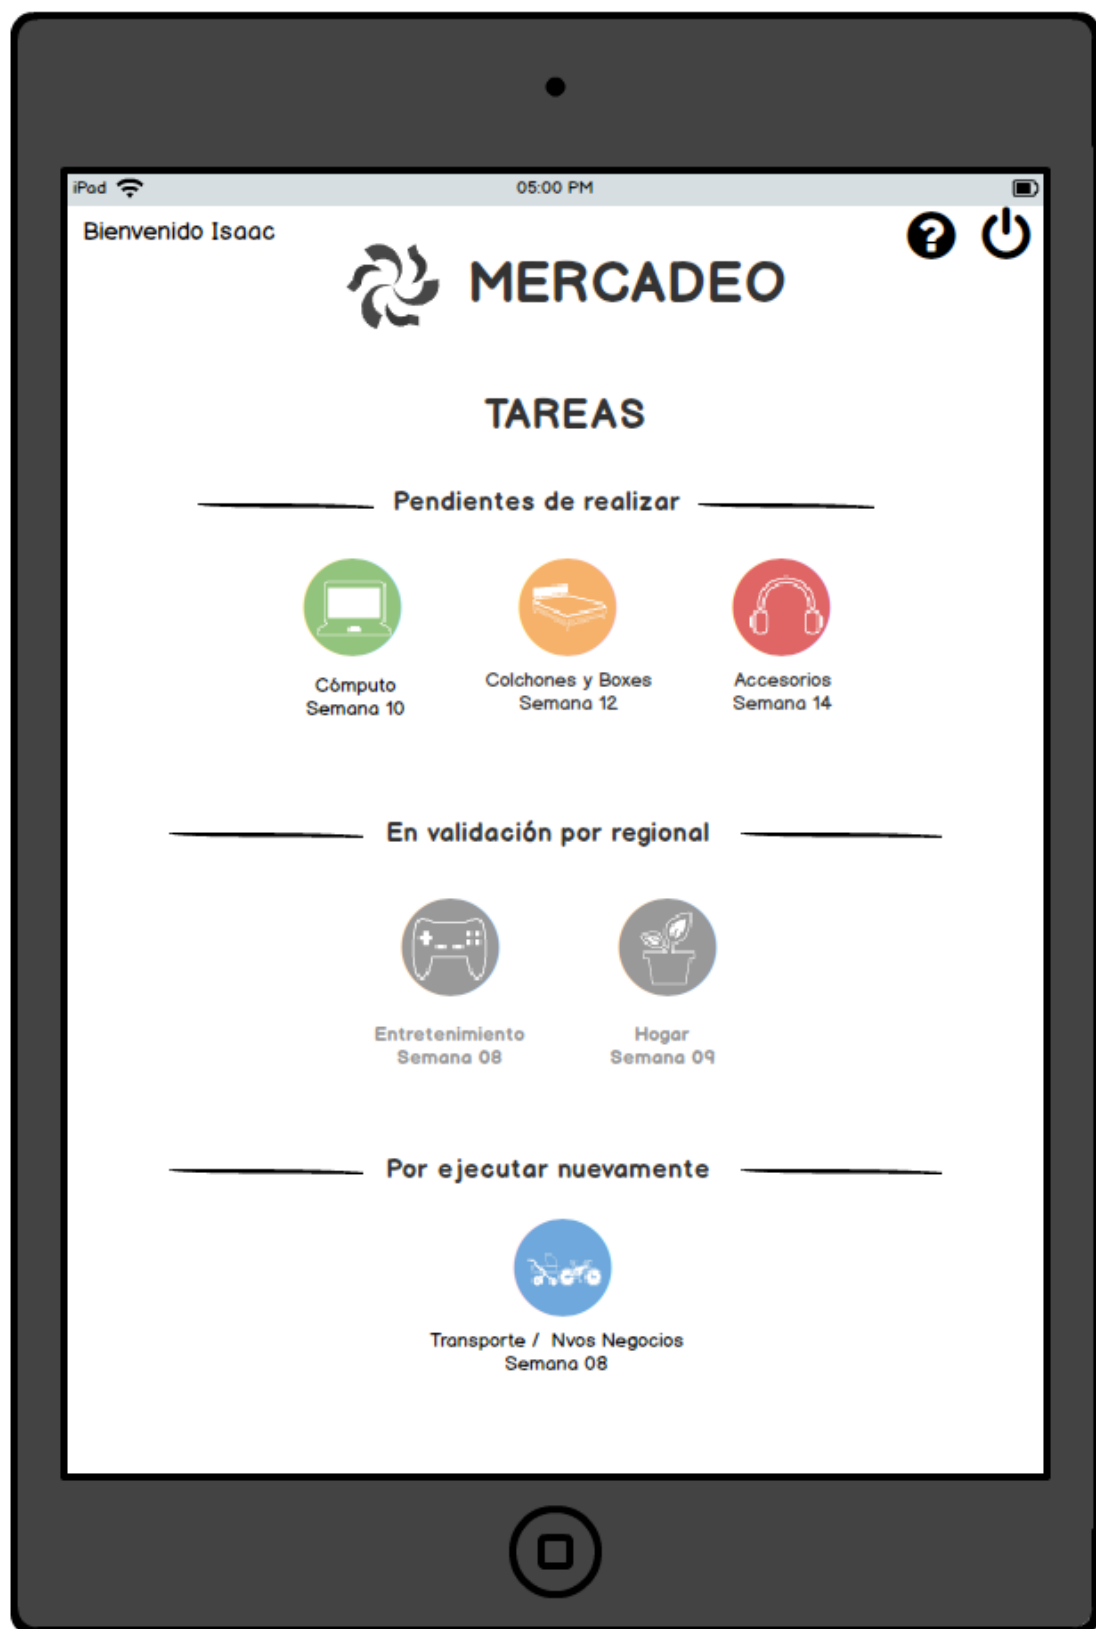 iPad
05:00 PM
Bienvenido Isaac
?
MERCADEO
TAREAS
Pendientes de realizar
Cómputo
Semana 10
Colchones y Boxes
Semana 12
Accesorios
Semana 14
En validación por regional
Entretenimiento
Semana 08
Hogar
Semana 09
Por ejecutar nuevamente
Transporte / Nvos Negocios
Semana 08